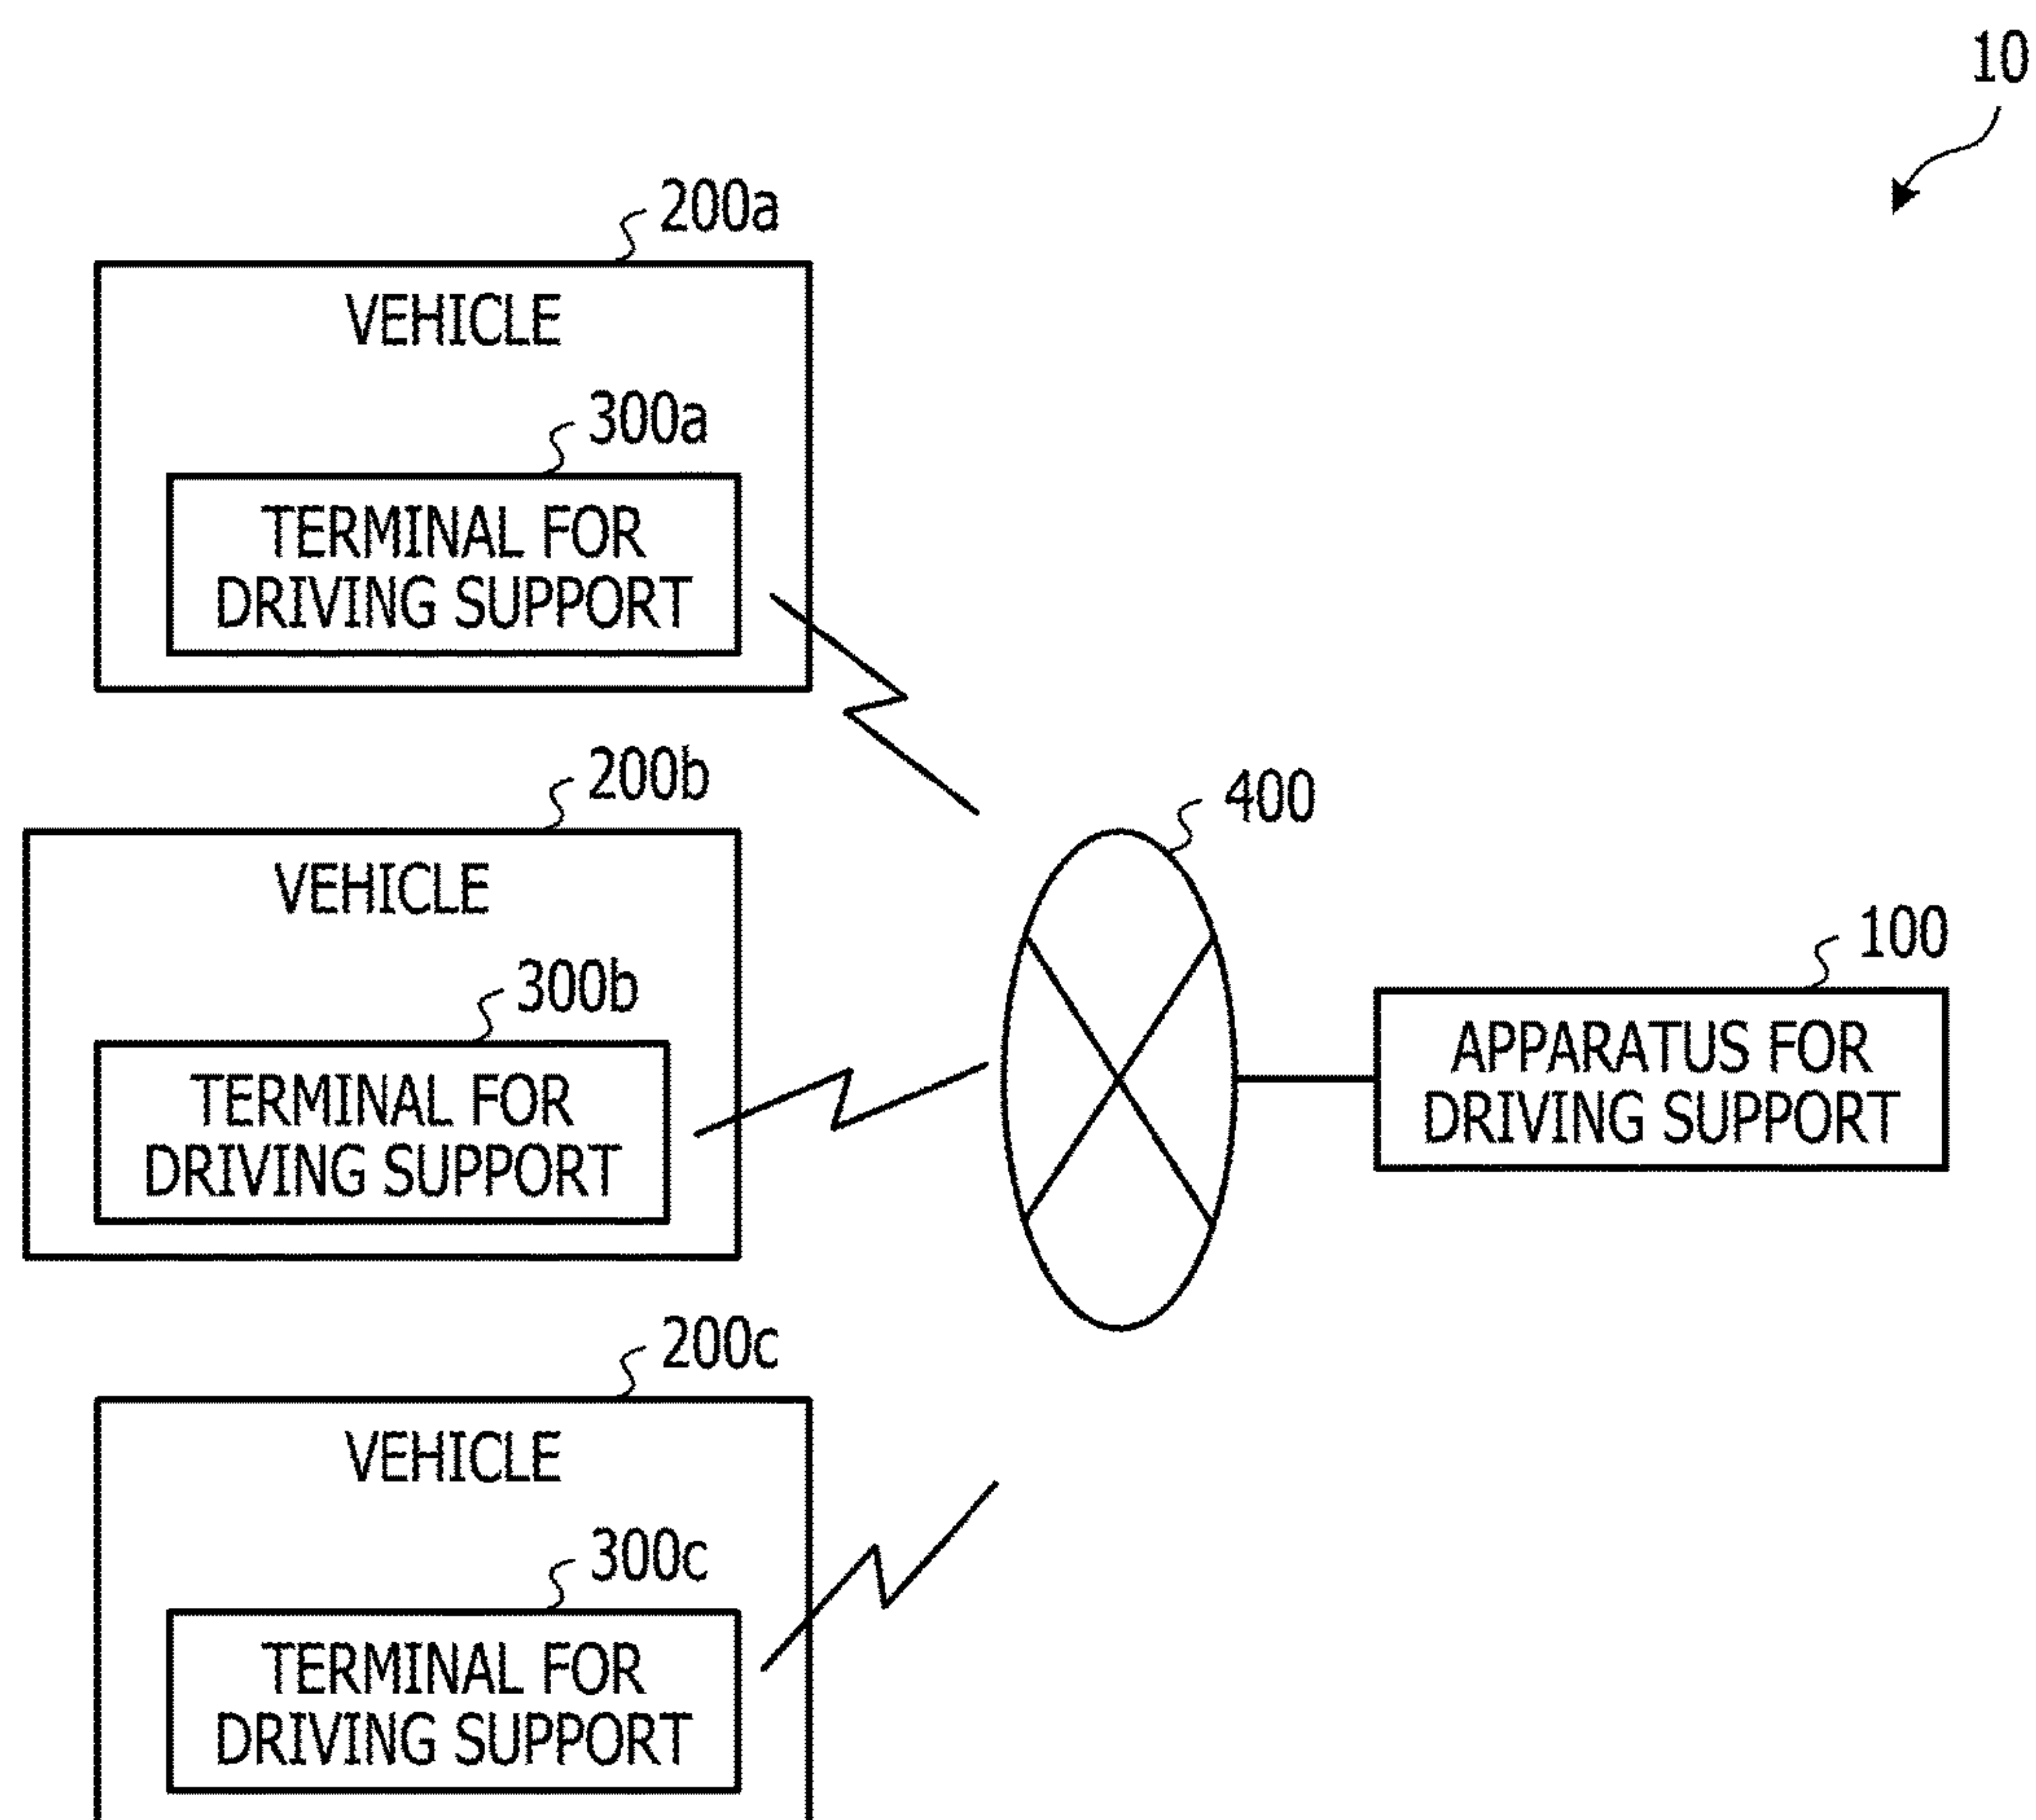 10
200a
VEHICLE
300a
TERMINAL FOR
DRIVING SUPPORT
200b
VEHICLE
300b
TERMINAL FOR
DRIVING SUPPORT
400
100
APPARATUS FOR
DRIVING SUPPORT
200c
VEHICLE
300c
TERMINAL FOR
DRIVING SUPPORT